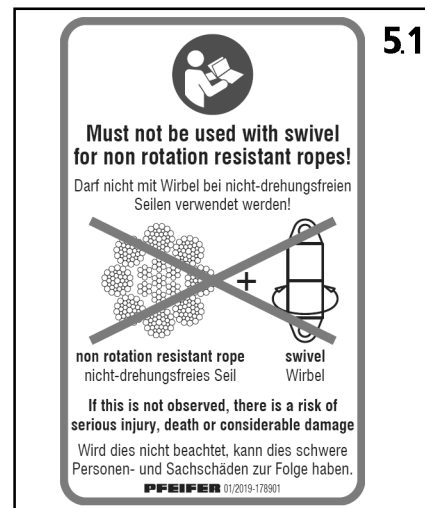 5.1
Must not be used with swivel
for non rotation resistant ropes!
Darf nicht mit Wirbel bei nicht-drehungsfreien
Seilen verwendet werden!
+
non rotation resistant rope
nicht-drehungsfreies Seil
swivel
Wirbel
If this is not observed, there is a risk of
serious injury, death or considerable damage
Wird dies nicht beachtet, kann dies schwere
Personen- und Sachschäden zur Folge haben.
PFEIFER 01/2019-178901